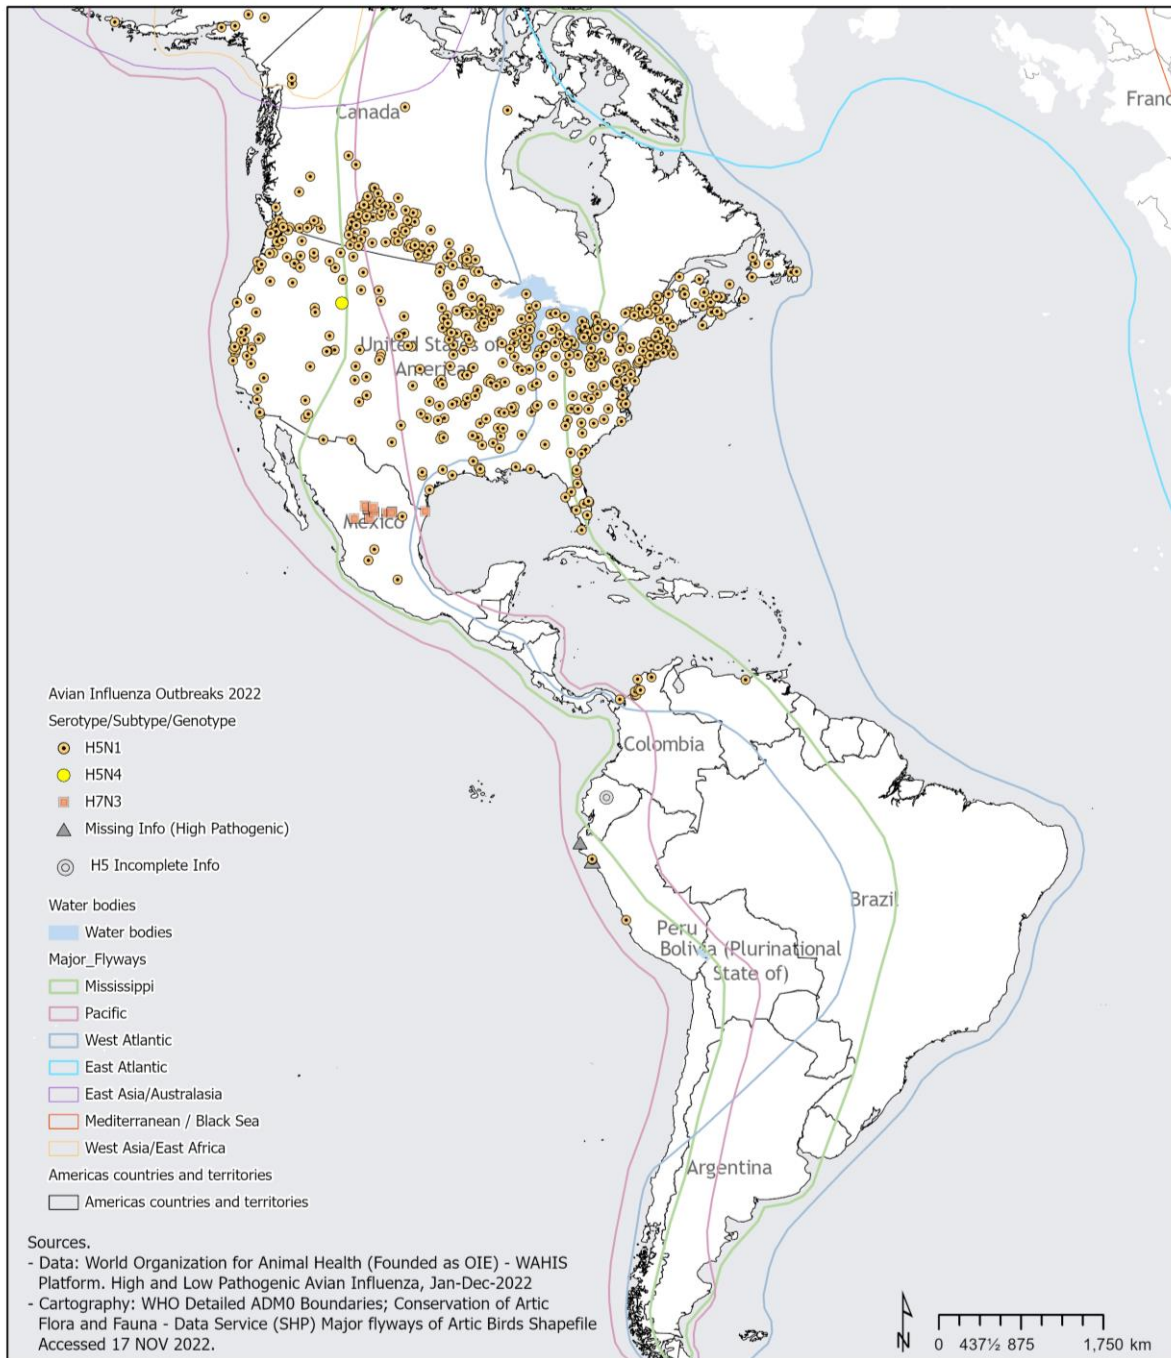 Canada
Franc
United States of
America
Mexico
Avian Influenza Outbreaks 2022
Serotype/Subtype/Genotype
H5N1
H5N4
H7N3
Missing Info (High Pathogenic)
H5 Incomplete Info
Water bodies
Water bodies
Major_Flyways
Mississippi
Pacific
West Atlantic
East Atlantic
East Asia/Australasia
Mediterranean / Black Sea
West Asia/East Africa
Americas countries and territories
Americas countries and territories
Colombia
Brazil
Peru
Bolivia (Plurinational
State of)
Argentina
Sources.
- Data: World Organization for Animal Health (Founded as OIE) - WAHIS
Platform. High and Low Pathogenic Avian Influenza, Jan-Dec-2022
- Cartography: WHO Detailed ADM0 Boundaries; Conservation of Artic
Flora and Fauna - Data Service (SHP) Major flyways of Artic Birds Shapefile
Accessed 17 NOV 2022.
N
0 437½ 875 1,750 km